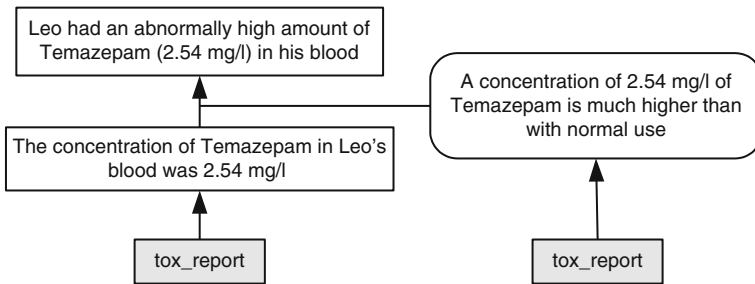 Leo had an abnormally high amount of
Temazepam (2.54 mg/l) in his blood
A concentration of 2.54 mg/l of
Temazepam is much higher than
with normal use
The concentration of Temazepam in Leo's
blood was 2.54 mg/l
tox_report
tox_report